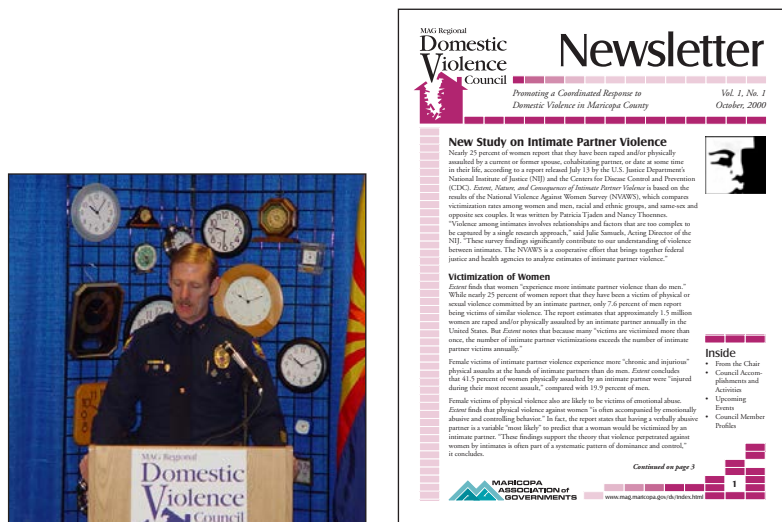 MAG Regional
Domestic
Violence
Council
MAG Regional
Domestic
Violence
Council
Newsletter
Promoting a Coordinated Response to
Domestic Violence in Maricopa County
Vol. 1, No. 1
October, 2000
New Study on Intimate Partner Violence
Nearly 25 percent of women report that they have been raped and/or physically
assaulted by a current or former spouse, cohabitating partner, or date at some time
in their life, according to a report released July 13 by the U.S. Justice Department's
National Institute of Justice (NIJ) and the Centers for Disease Control and Prevention
(CDC). Extent, Nature, and Consequences of Intimate Partner Violence is based on the
results of the National Violence Against Women Survey (NVAWS), which compares
victimization rates among women and men, racial and ethnic groups, and same-sex and
opposite sex couples. It was written by Patricia Tjaden and Nancy Thoennes.
"Violence among intimates involves relationships and factors that are too complex to
be captured by a single research approach," said Julie Samuels, Acting Director of the
NIJ. "These survey findings significantly contribute to our understanding of violence
between intimates. The NVAWS is a cooperative effort that brings together federal
justice and health agencies to analyze estimates of intimate partner violence."
Victimization of Women
Extent finds that women "experience more intimate partner violence than do men."
While nearly 25 percent of women report that they have been a victim of physical or
sexual violence committed by an intimate partner, only 7.6 percent of men report
being victims of similar violence. The report estimates that approximately 1.5 million
women are raped and/or physically assaulted by an intimate partner annually in the
United States. But Extent notes that because many "victims are victimized more than
once, the number of intimate partner victimizations exceeds the number of intimate
partner victims annually."
Female victims of intimate partner violence experience more "chronic and injurious"
physical assaults at the hands of intimate partners than do men. Extent concludes
that 41.5 percent of women physically assaulted by an intimate partner were "injured
during their most recent assault," compared with 19.9 percent of men.
Female victims of physical violence also are likely to be victims of emotional abuse.
Extent finds that physical violence against women "is often accompanied by emotionally
abusive and controlling behavior." In fact, the report states that having a verbally abusive
partner is a variable "most likely" to predict that a woman would be victimized by an
intimate partner. "These findings support the theory that violence perpetrated against
women by intimates is often part of a systematic pattern of dominance and control,"
it concludes.
Continued on page 3
Inside
• From the Chair
• Council Accom-
plishments and
Activities
• Upcoming
Events
• Council Member
Profiles
MARICOPA
ASSOCIATION of
GOVERNMENTS
www.mag.maricopa.gov/dv/index.html
1